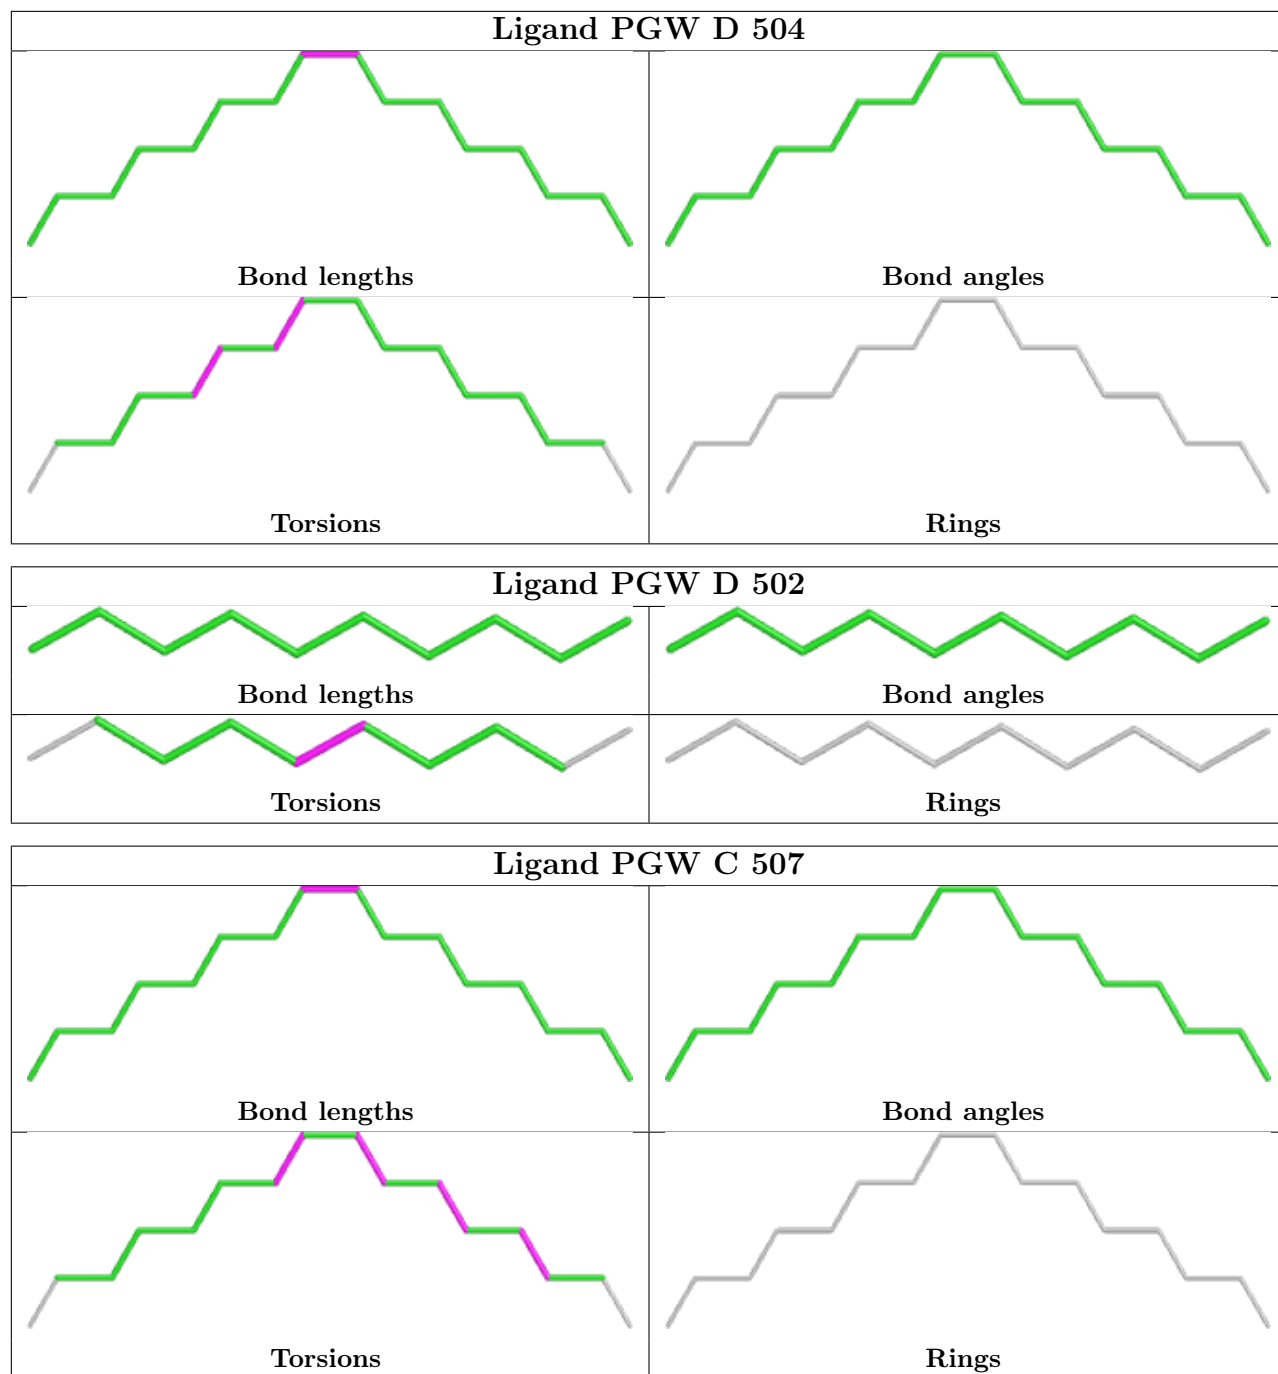 Ligand PGW D 504
Bond lengths
Bond angles
Torsions
Rings
Ligand PGW D 502
Bond lengths
Bond angles
Torsions
Rings
Ligand PGW C 507
Bond lengths
Bond angles
Torsions
Rings